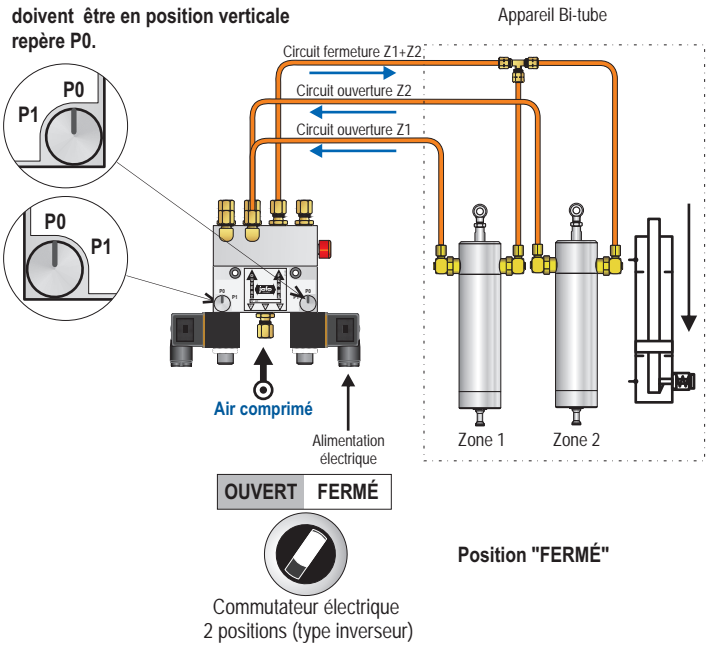 doivent être en position verticale
repère P0.
Appareil Bi-tube
Circuit fermeture Z1+Z2
Circuit ouverture Z2
Circuit ouverture Z1
P0
P1
P0
P1
P0
P1
P0
Air comprimé
Alimentation
électrique
Zone 1
Zone 2
OUVERT
FERMÉ
Position "FERMÉ"
Commutateur électrique
2 positions (type inverseur)